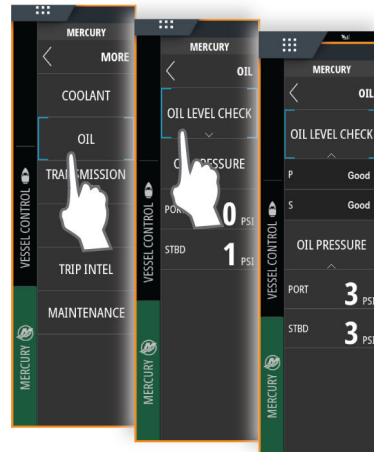 MERCURY
MORE
COOLANT
OIL
TRANSMISSION
TRIP INTEL
MAINTENANCE
VESSEL CONTROL
MERCURY
MERCURY
OIL
OIL LEVEL CHECK
PORT 0 PSI
STBD 1 PSI
VESSEL CONTROL
MERCURY
MERCURY
OIL
OIL LEVEL CHECK
P Good
S Good
OIL PRESSURE
PORT 3 PSI
STBD 3 PSI
VESSEL CONTROL
MERCURY